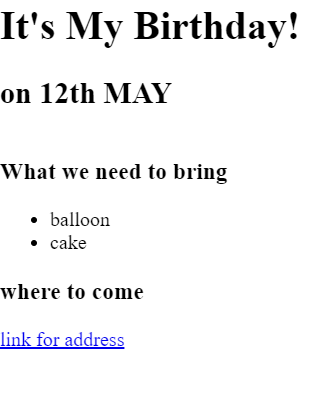 It's My Birthday!
on 12th MAY
What we need to bring
balloon
cake
where to come
link for address